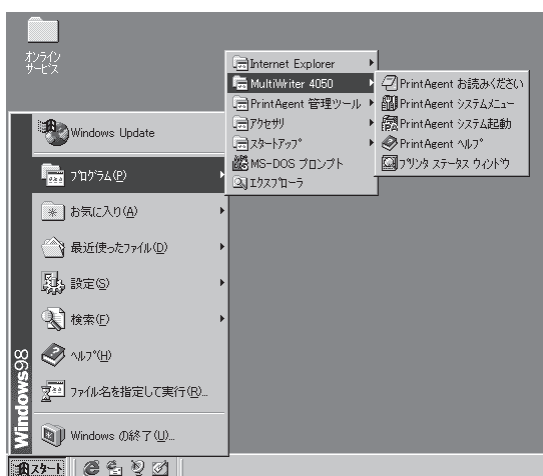 オンライン
サービス
Internet Explorer
MultiWriter 4050
PrintAgent 管理ツール
アクセサリ
スタートアップ
MS-DOS プロンプト
エクスプローラ
PrintAgent お読みください
PrintAgent システムメニュー
PrintAgent システム起動
PrintAgent ヘルプ
プリンタ ステータス ウィンドウ
Windows Update
プログラム(P)
お気に入り(A)
最近使ったファイル(D)
設定(S)
検索(F)
ヘルプ(H)
ファイル名を指定して実行(R)...
Windows の終了(U)...
Windows98
スタート